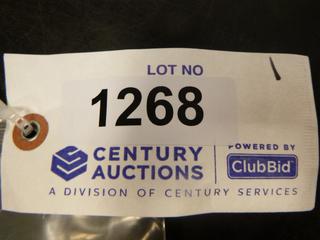 LOT NO
1268
CENTURY
AUCTIONS
POWERED BY
ClubBid
A DIVISION OF CENTURY SERVICES